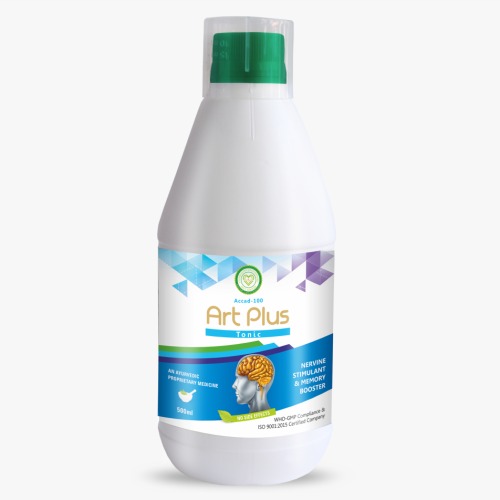 Accad-100
Art Plus
Tonic
AN AYURVEDIC
PROPRIETARY MEDICINE
500ml
NERVINE
STIMULANT
& MEMORY
BOOSTER
NO SIDE EFFECTS
WHO-GMP Compliance &
ISO 9001:2015 Certified Company